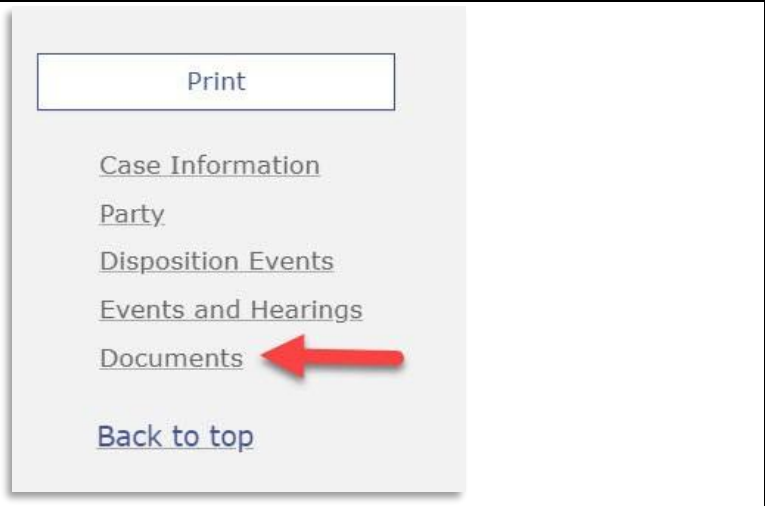 Print
Case Information
Party
Disposition Events
Events and Hearings
Documents
Back to top